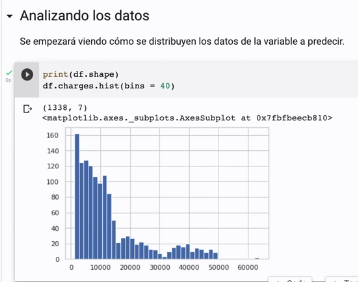 Analizando los datos
Se empezará viendo cómo se distribuyen los datos de la variable a predecir.
0s
print(df.shape)
df.charges.hist(bins = 40)
(1338, 7)
<matplotlib.axes._subplots.AxesSubplot at 0x7fbfbeecb810>
160
140
120
100
80
60
40
20
0
0 10000 20000 30000 40000 50000 60000